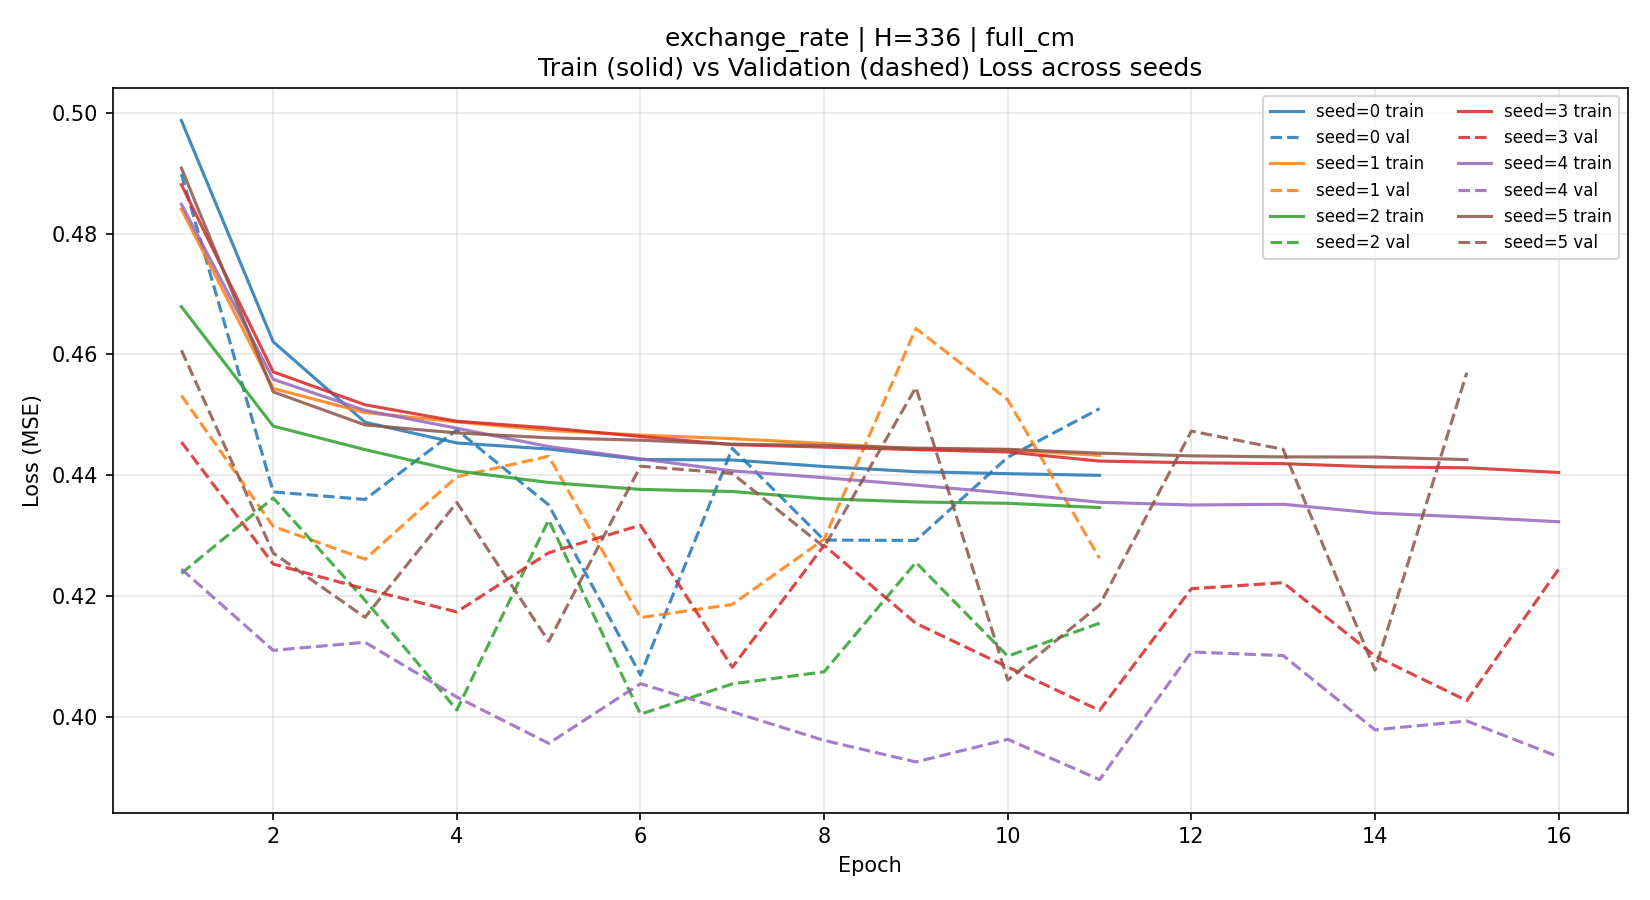 exchange_rate | H=336 | full_cm
Train (solid) vs Validation (dashed) Loss across seeds
seed=0 train
seed=0 val
seed=1 train
seed=1 val
seed=2 train
seed=2 val
seed=3 train
seed=3 val
seed=4 train
seed=4 val
seed=5 train
seed=5 val
Loss (MSE)
0.50
0.48
0.46
0.44
0.42
0.40
2 4 6 8 10 12 14 16
Epoch